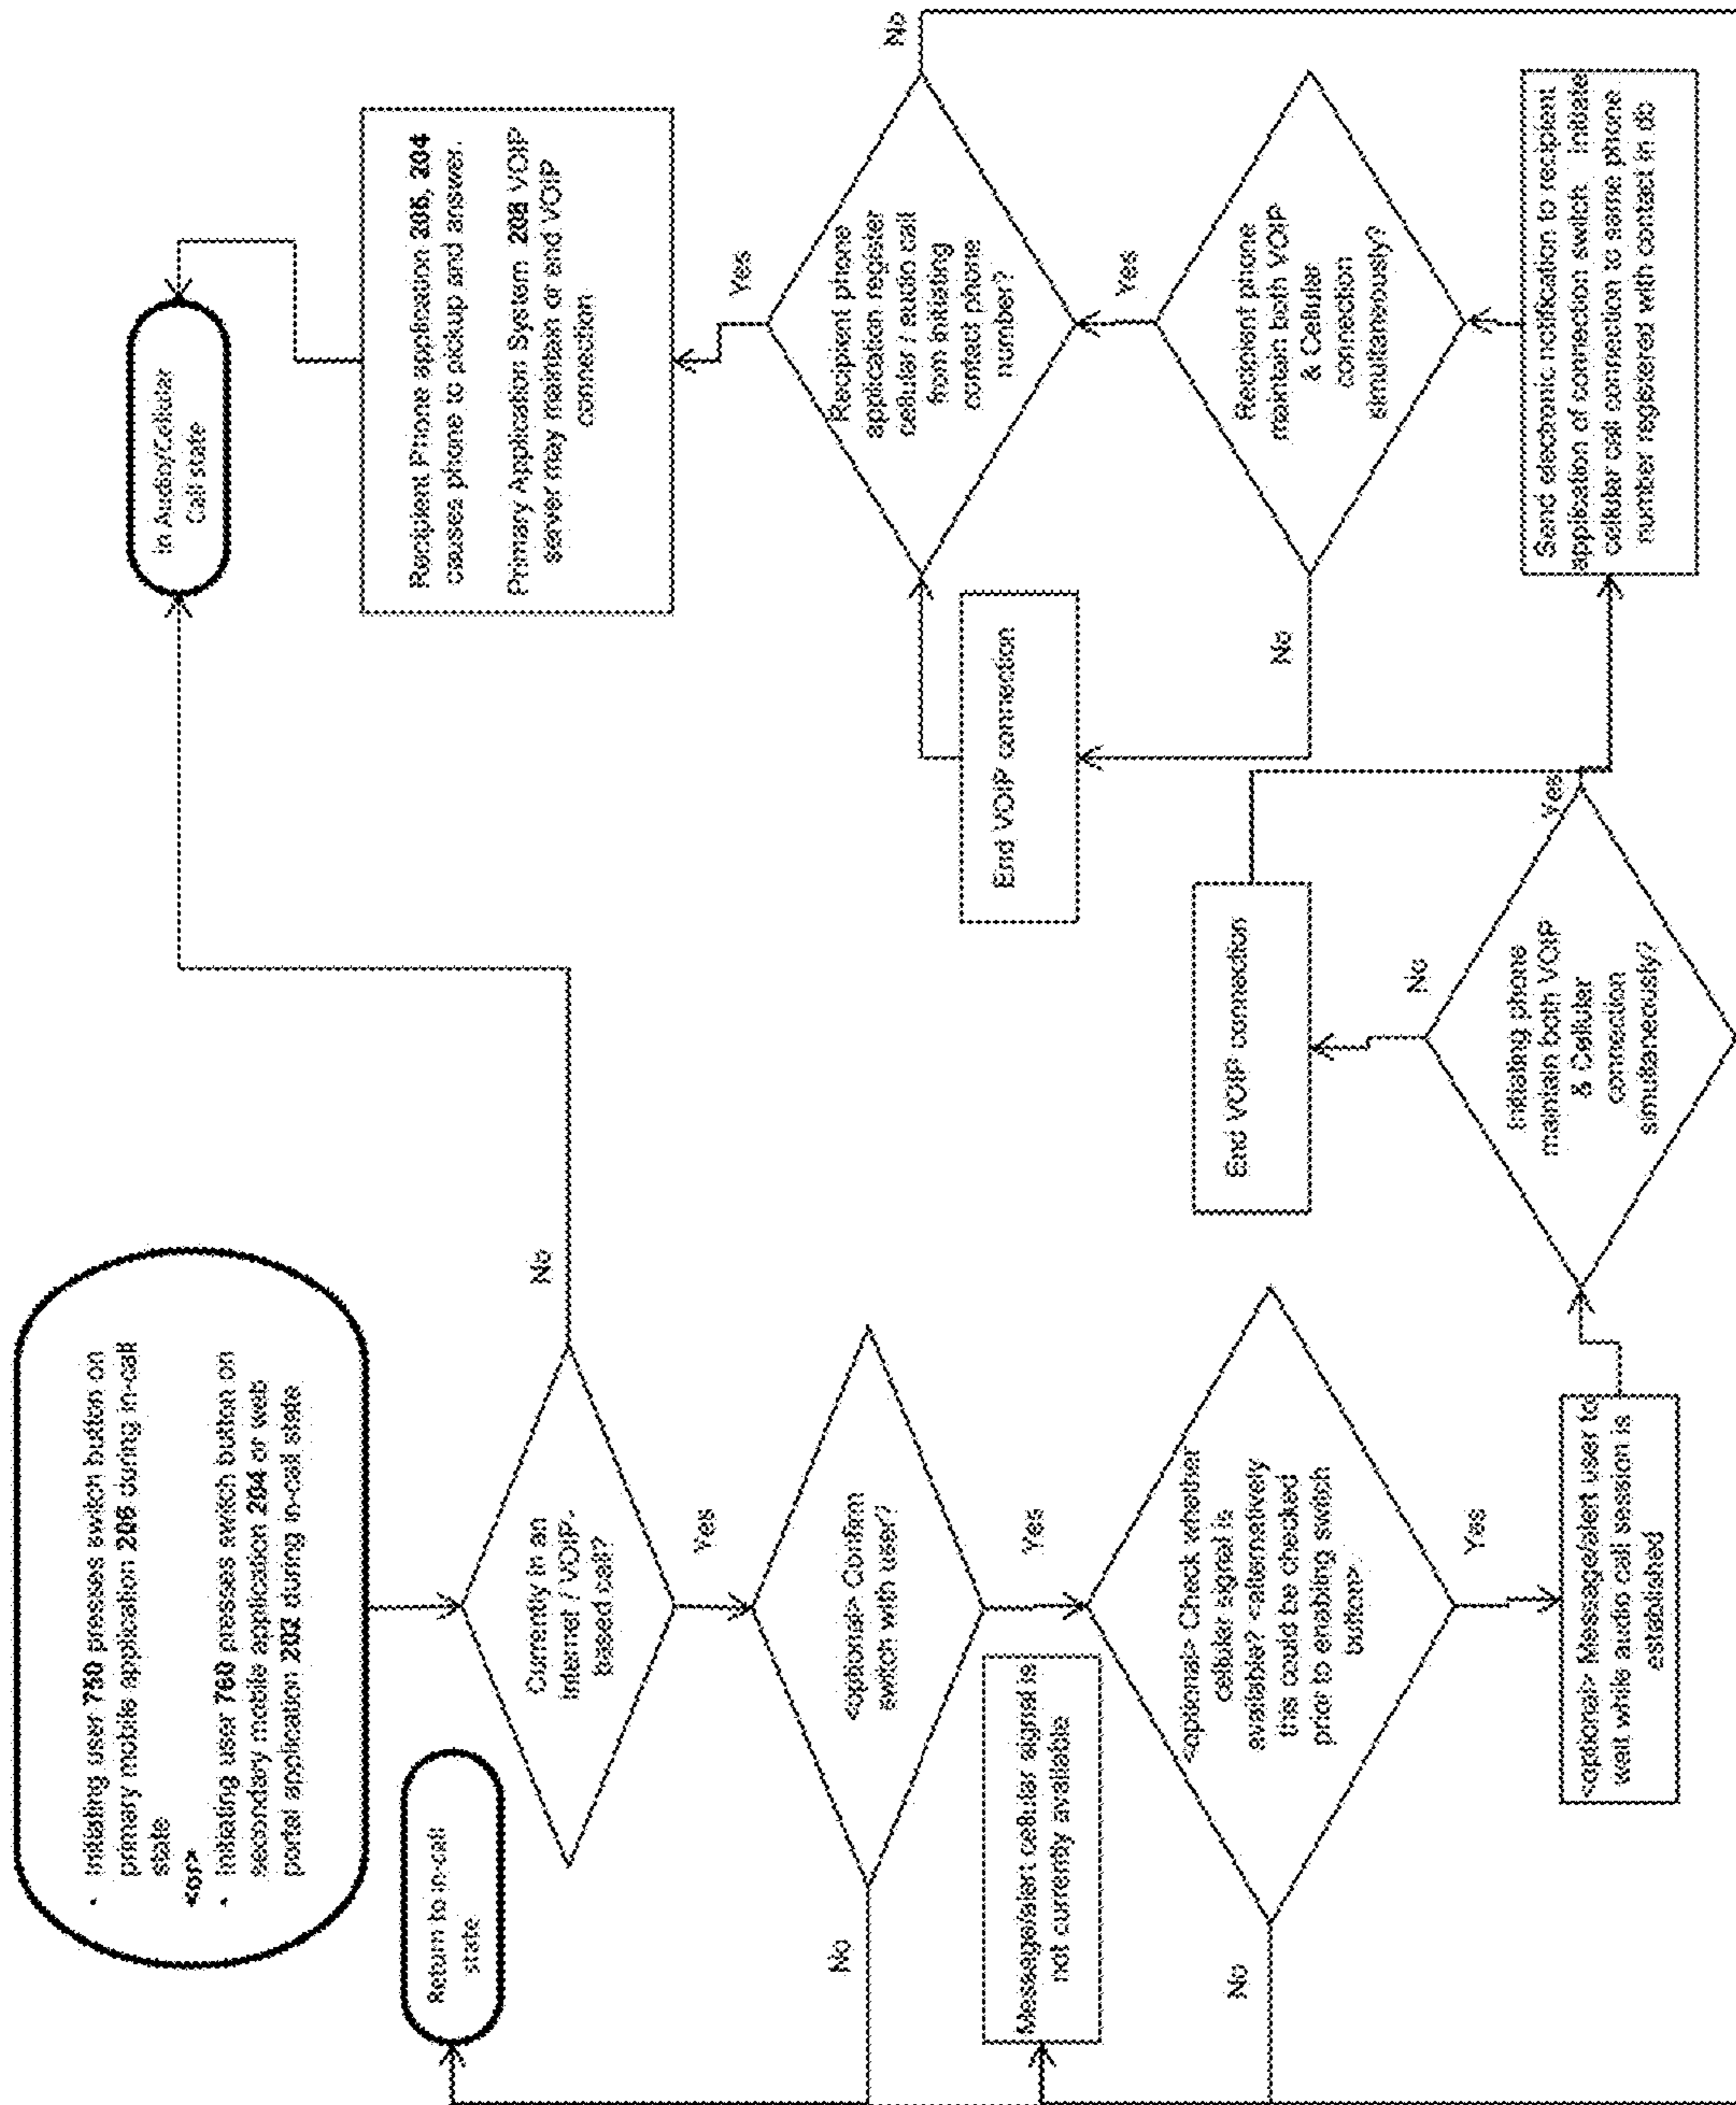 • Initiating user 750 presses switch button on
primary mobile application 206 during in-call
state
<or>
• Initiating user 760 presses switch button on
secondary mobile application 204 or web
portal application 202 during in-call state
Return to in-call
state
Currently in an
Internet / VOIP-
based call?
No
Yes
<optional> Confirm
switch with user?
No
Yes
Message/alert cellular signal is
not currently available
<optional> Check whether
cellular signal is
available? <alternatively
this could be checked
prior to enabling switch
button>
No
Yes
<optional> Message/alert user to
wait while audio call session is
established
Initiating phone
maintain both VOIP
& Cellular
connection
simultaneously?
No
Yes
End VOIP connection
Send electronic notification to recipient
application of connection switch. Initiate
cellular call connection to same phone
number registered with contact in db
Recipient phone
maintain both VOIP
& Cellular
connection
simultaneously?
No
Yes
End VOIP connection
Recipient phone
application register
cellular / audio call
from initiating
contact phone
number?
No
Yes
Recipient Phone application 206, 204
causes phone to pickup and answer.
Primary Application System 208 VOIP
server may maintain or end VOIP
connection
In Audio/Cellular
Call state